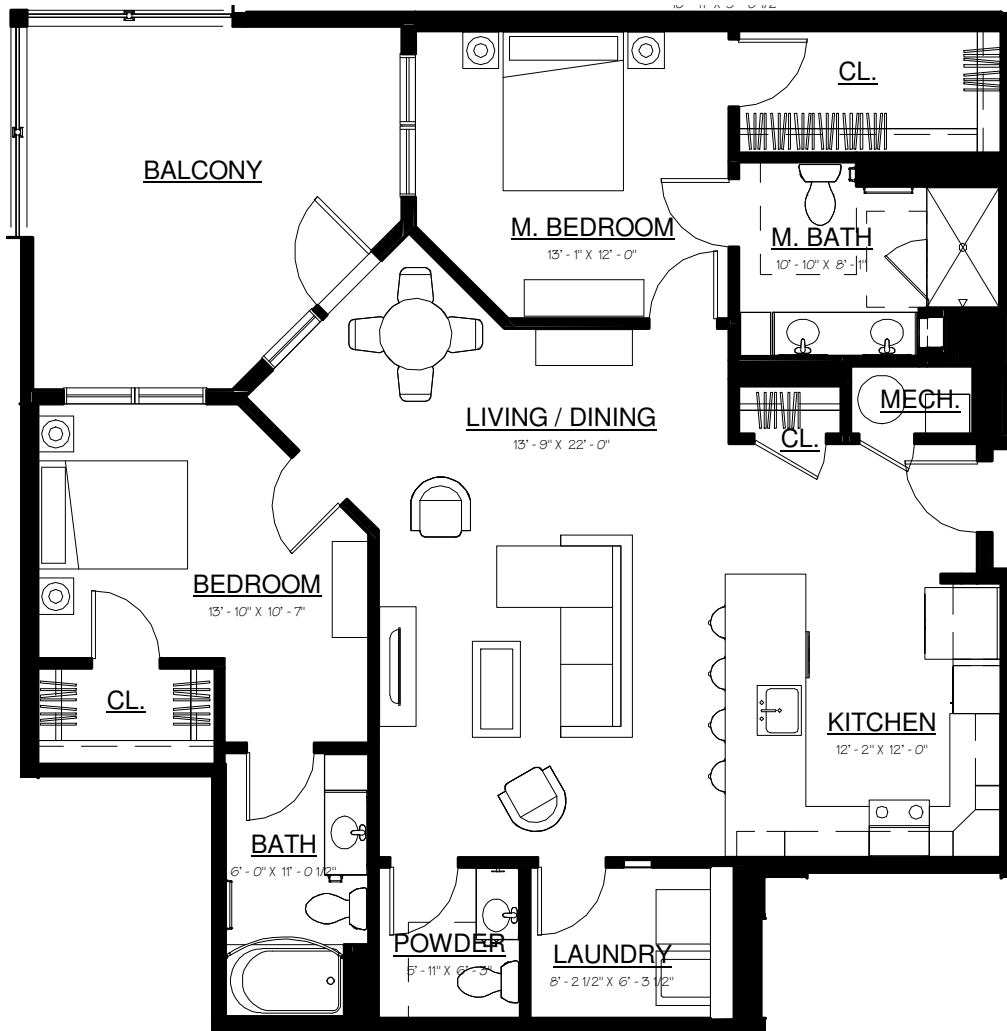 CL.
BALCONY
M. BEDROOM
13' - 1" X 12' - 0"
M. BATH
10' - 10" X 8' - 1"
LIVING / DINING
13' - 9" X 22' - 0"
CL.
MECH.
BEDROOM
13' - 10" X 10' - 7"
CL.
KITCHEN
12' - 2" X 12' - 0"
BATH
6' - 0" X 11' - 0 1/2"
POWDER
5' - 11" X 6' - 3"
LAUNDRY
8' - 2 1/2" X 6' - 3 1/2"